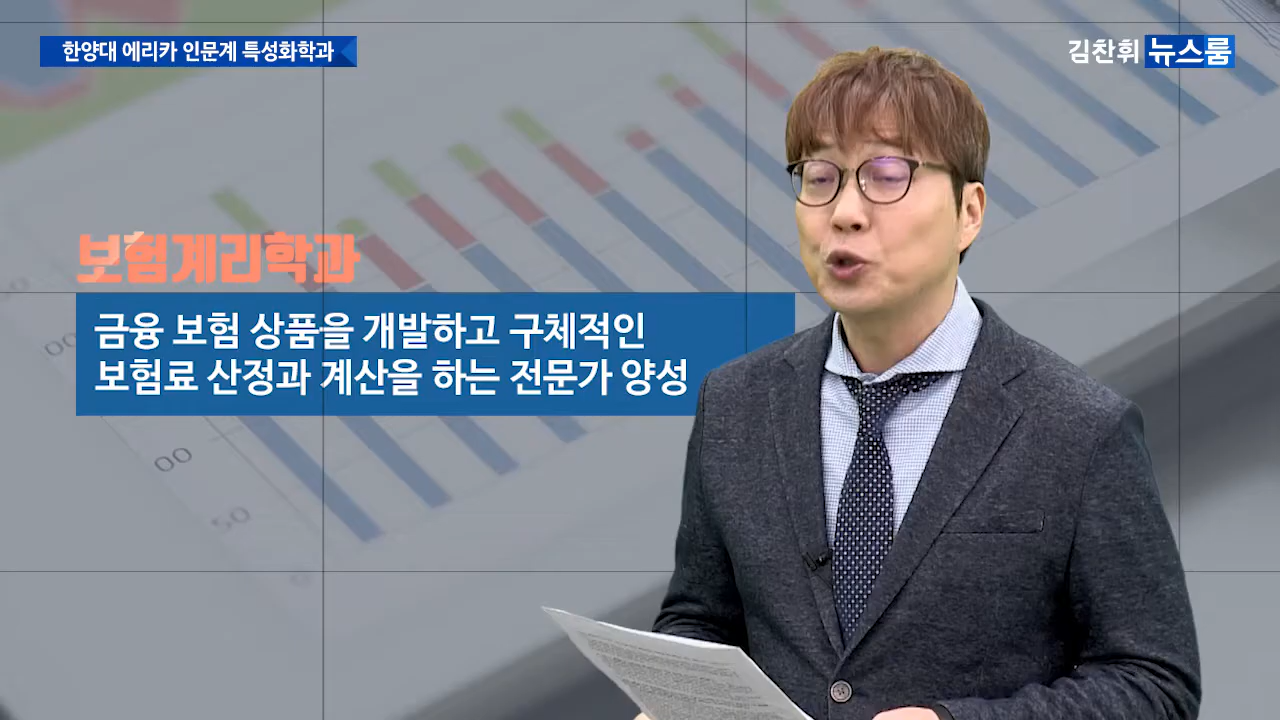 한양대 에리카 인문계 특성화학과
김찬휘 뉴스룸
보험계리학과
금융 보험 상품을 개발하고 구체적인
보험료 산정과 계산을 하는 전문가 양성
00
50